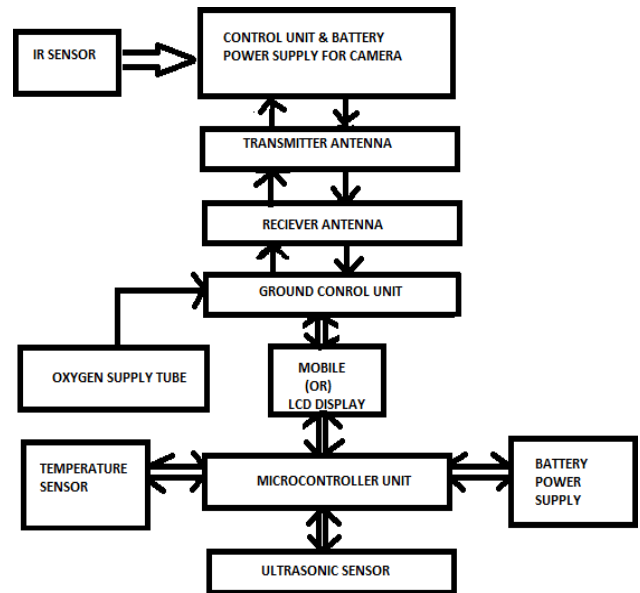 IR SENSOR
CONTROL UNIT & BATTERY
POWER SUPPLY FOR CAMERA
TRANSMITTER ANTENNA
RECIEVER ANTENNA
GROUND CONROL UNIT
OXYGEN SUPPLY TUBE
MOBILE
(OR)
LCD DISPLAY
TEMPERATURE
SENSOR
MICROCONTROLLER UNIT
BATTERY
POWER
SUPPLY
ULTRASONIC SENSOR